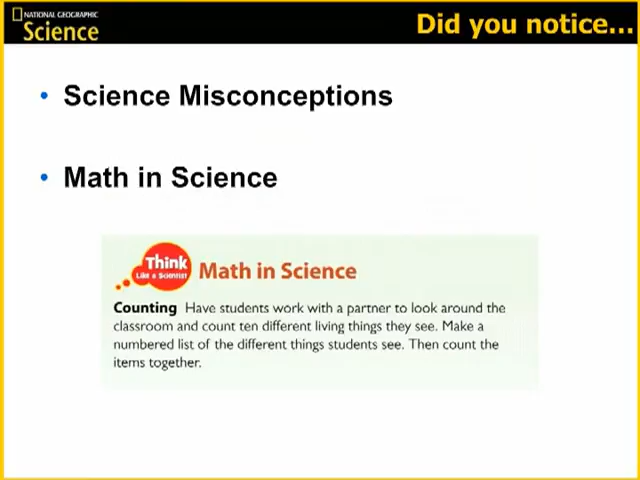 NATIONAL GEOGRAPHIC
Science
Did you notice...
• Science Misconceptions
• Math in Science
Think
Like a Scientist
Math in Science
Counting Have students work with a partner to look around the
classroom and count ten different living things they see. Make a
numbered list of the different things students see. Then count the
items together.